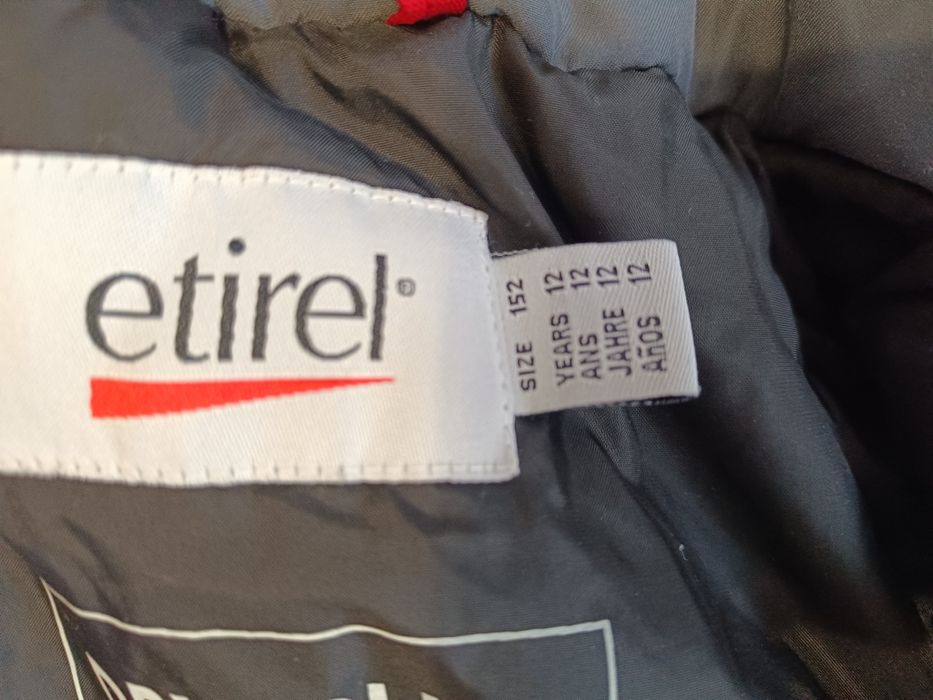 etirel®
SIZE 152
YEARS 12
ANS 12
JAHRE 12
AÑOS 12